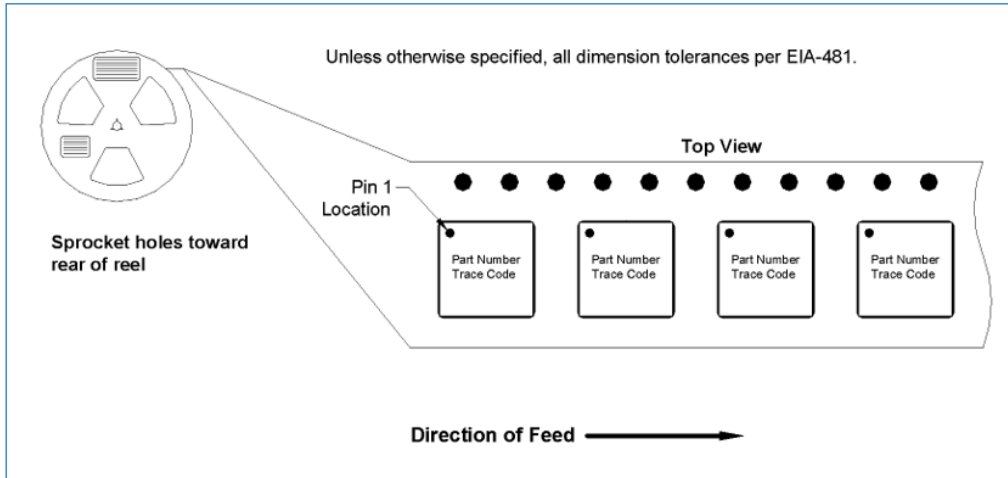 Unless otherwise specified, all dimension tolerances per EIA-481.
Top View
Pin 1
Location
Sprocket holes toward
rear of reel
Part Number
Trace Code
Part Number
Trace Code
Part Number
Trace Code
Part Number
Trace Code
Direction of Feed